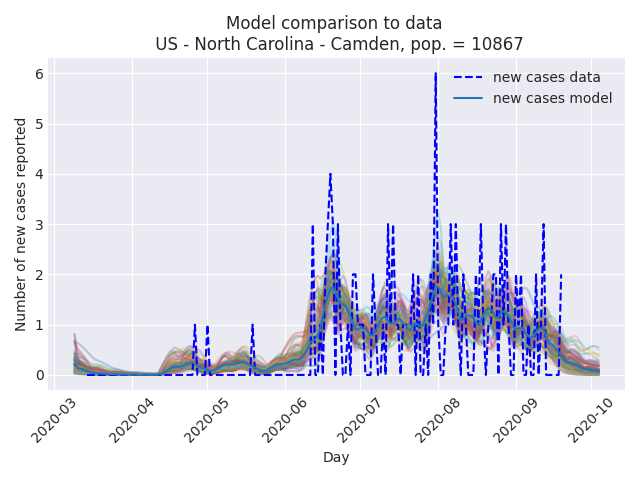 Model comparison to data
US - North Carolina - Camden, pop. = 10867
new cases data
new cases model
Number of new cases reported
6
5
4
3
2
1
0
2020-03
2020-04
2020-05
2020-06
2020-07
2020-08
2020-09
2020-10
Day